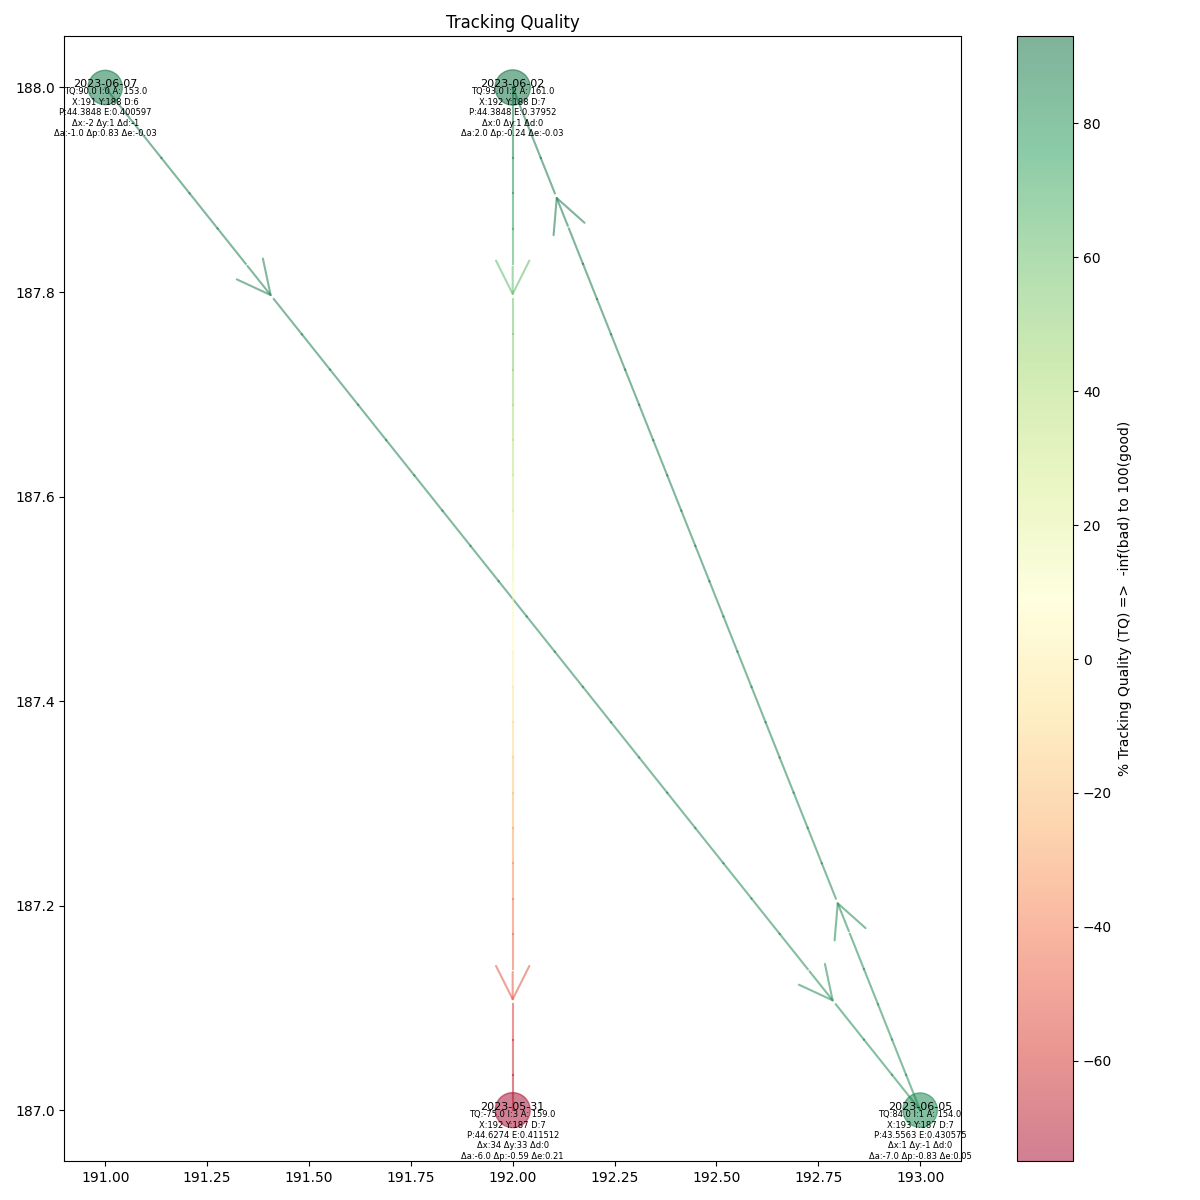 Tracking Quality
188.0
187.8
187.6
187.4
187.2
187.0
2023-06-07
TQ:90.0 I:0 A: 153.0
X:191 Y:188 D:6
P:44.3848 E:0.400597
Δx:-2 Δy:1 Δd:-1
Δa:-1.0 Δp:0.83 Δe:-0.03
2023-06-02
TQ:93.0 I:2 A: 161.0
X:192 Y:188 D:7
P:44.3848 E:0.37952
Δx:0 Δy:1 Δd:0
Δa:2.0 Δp:-0.24 Δe:-0.03
2023-05-31
TQ:-75.0 I:3 A: 159.0
X:192 Y:187 D:7
P:44.6274 E:0.411512
Δx:34 Δy:33 Δd:0
Δa:-6.0 Δp:-0.59 Δe:0.21
2023-06-05
TQ:84.0 I:1 A: 154.0
X:193 Y:187 D:7
P:43.5563 E:0.430575
Δx:1 Δy:-1 Δd:0
Δa:-7.0 Δp:-0.83 Δe:0.05
191.00 191.25 191.50 191.75 192.00 192.25 192.50 192.75 193.00
80
60
40
20
0
−20
−40
−60
% Tracking Quality (TQ) => -inf(bad) to 100(good)